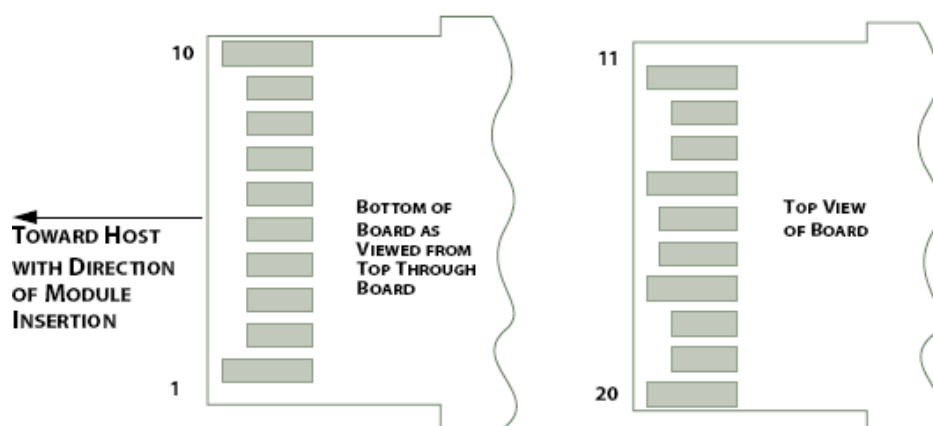 10
1
TOWARD HOST
WITH DIRECTION
OF MODULE
INSERTION
BOTTOM OF
BOARD AS
VIEWED FROM
TOP THROUGH
BOARD
11
20
TOP VIEW
OF BOARD